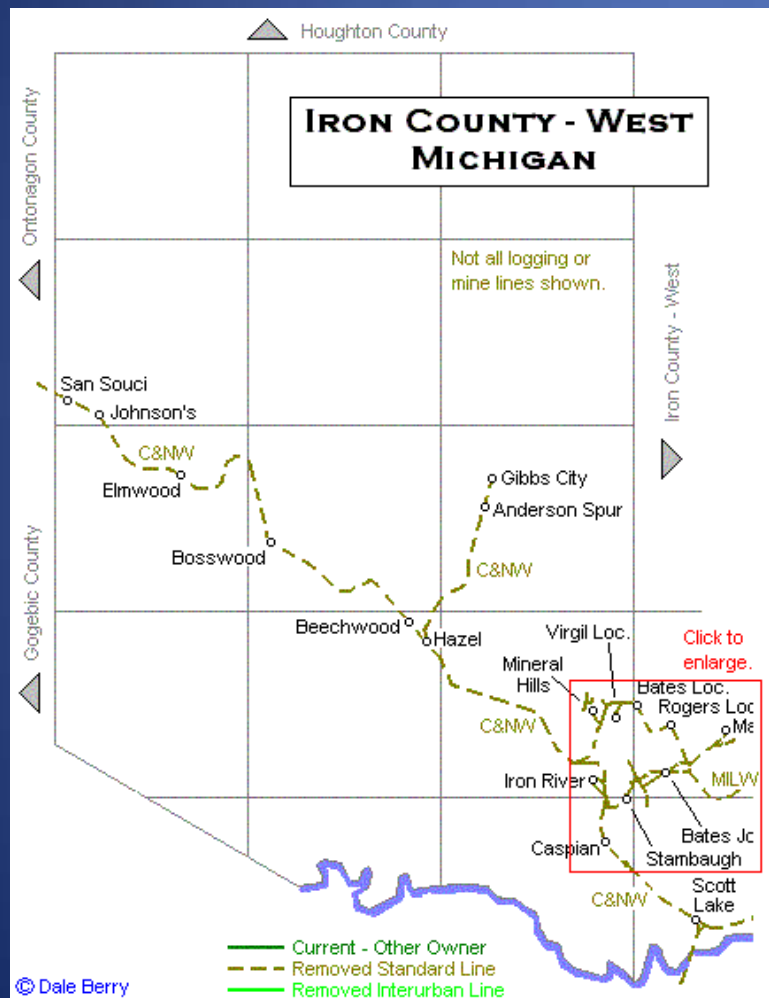 Houghton County
IRON COUNTY - WEST
MICHIGAN
Ontonagon County
Not all logging or
mine lines shown.
Iron County - West
San Souci
Johnson's
C&NW
Elmwood
Gibbs City
Anderson Spur
Bosswood
C&NW
Gogebic County
Beechwood
Hazel
Virgil Loc.
Click to
enlarge.
Mineral
Hills
Bates Loc.
Rogers Loc
Ma
C&NW
Iron River
MILW
Bates Jc
Caspian
Stambaugh
C&NW
Scott
Lake
Current - Other Owner
Removed Standard Line
Removed Interurban Line
© Dale Berry